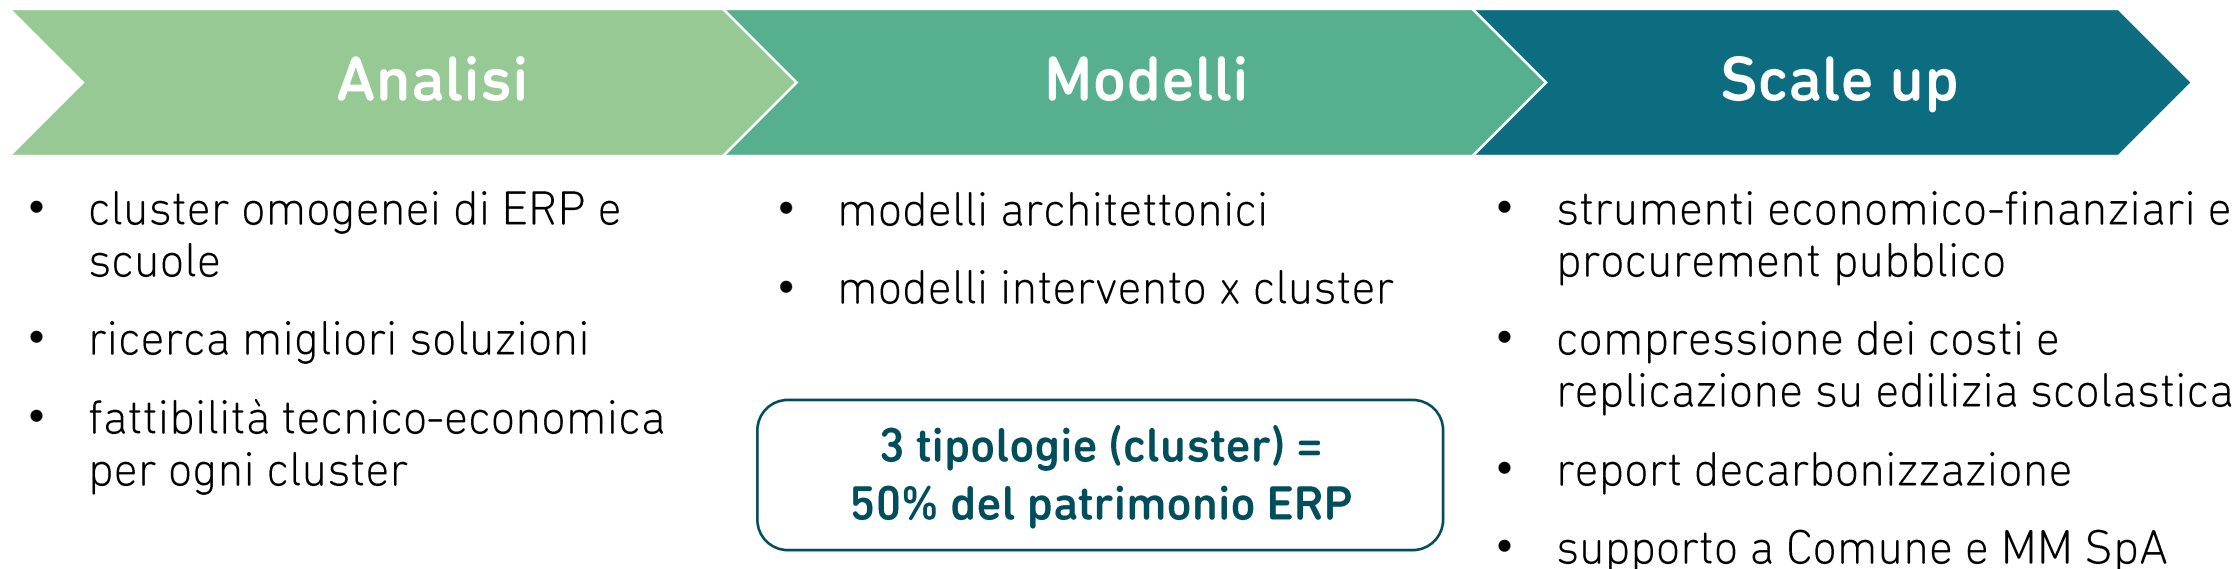 Analisi
• cluster omogenei di ERP e
scuole
• ricerca migliori soluzioni
• fattibilità tecnico-economica
per ogni cluster
Modelli
• modelli architettonici
• modelli intervento x cluster
3 tipologie (cluster) =
50% del patrimonio ERP
Scale up
• strumenti economico-finanziari e
procurement pubblico
• compressione dei costi e
replicazione su edilizia scolastica
• report decarbonizzazione
• supporto a Comune e MM SpA